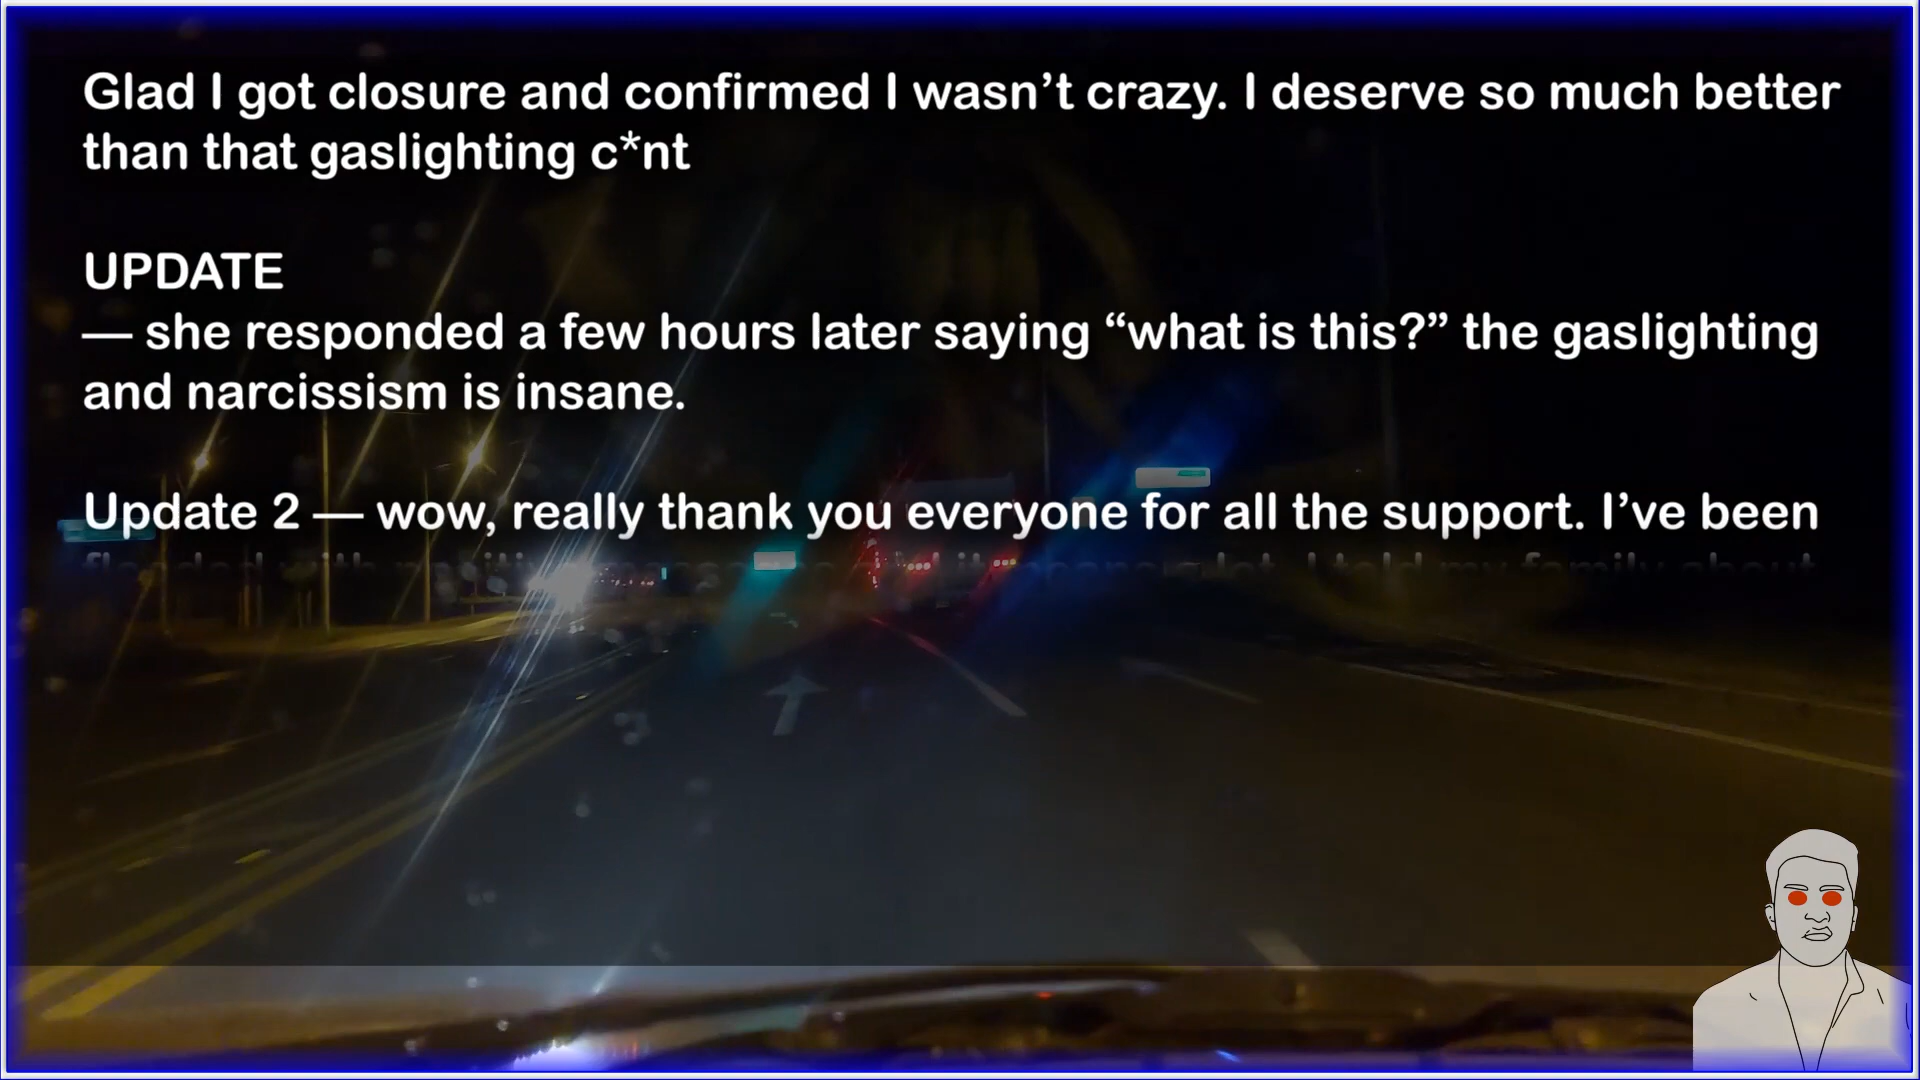 Glad I got closure and confirmed I wasn’t crazy. I deserve so much better
than that gaslighting c*nt
UPDATE
— she responded a few hours later saying “what is this?” the gaslighting
and narcissism is insane.
Update 2 — wow, really thank you everyone for all the support. I’ve been